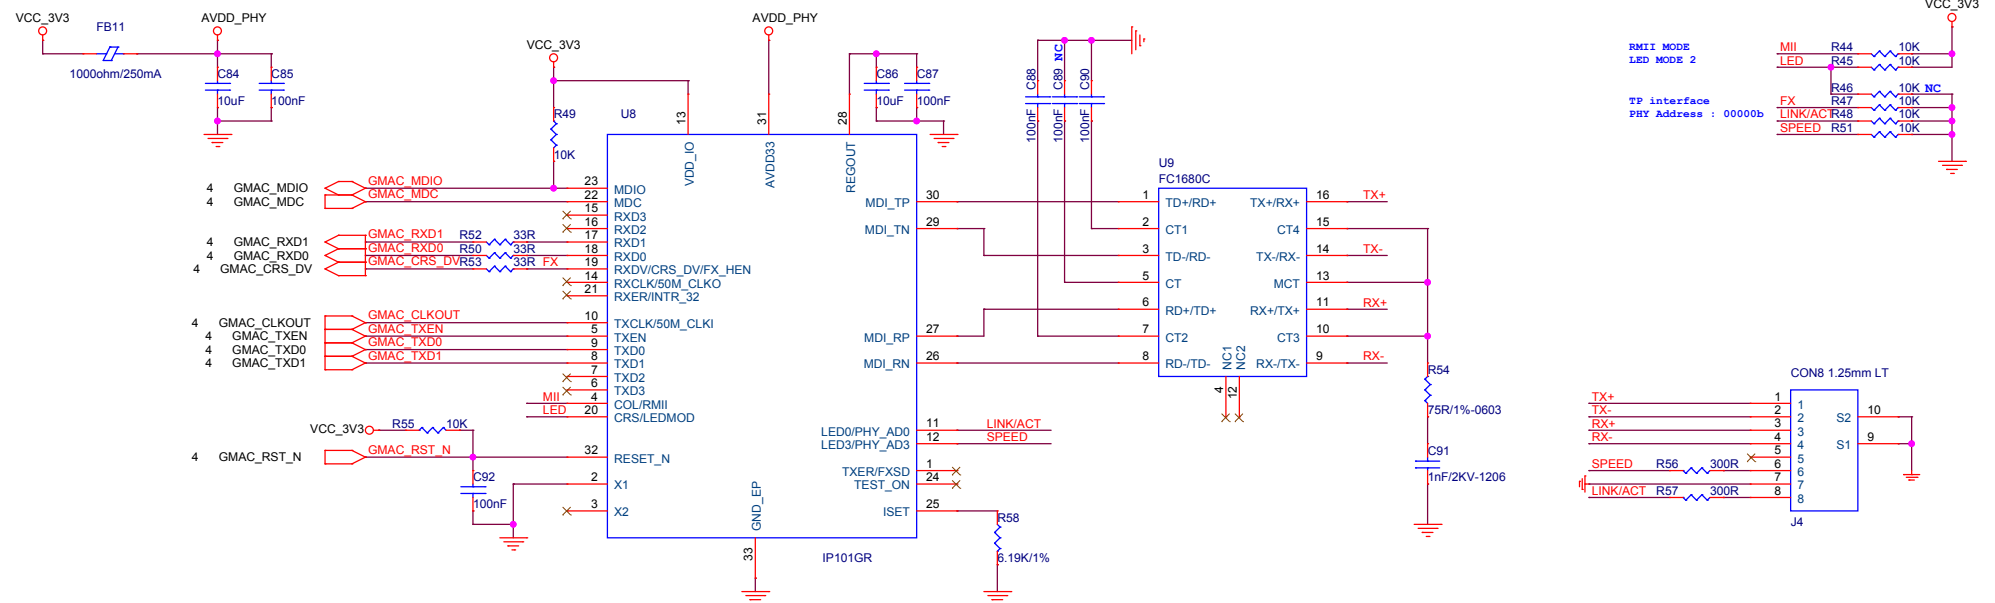 VCC_3V3
FB11
1000ohm/250mA
AVDD_PHY
C84
10uF
C85
100nF
VCC_3V3
R49
10K
AVDD_PHY
C86
10uF
C87
100nF
U8
13
31
28
VDD_IO
AVDD33
REGOUT
4 GMAC_MDIO GMAC_MDIO 23 MDIO
4 GMAC_MDC GMAC_MDC 22 MDC
15 RXD3
16 RXD2
4 GMAC_RXD1 GMAC_RXD1 R52 33R 17 RXD1
4 GMAC_RXD0 GMAC_RXD0 R50 33R 18 RXD0
4 GMAC_CRS_DV GMAC_CRS_DV R53 33R FX 19 RXDV/CRS_DV/FX_HEN
14 RXCLK/50M_CLKO
21 RXER/INTR_32
4 GMAC_CLKOUT GMAC_CLKOUT 10 TXCLK/50M_CLKI
4 GMAC_TXEN GMAC_TXEN 5 TXEN
4 GMAC_TXD0 GMAC_TXD0 9 TXD0
4 GMAC_TXD1 GMAC_TXD1 8 TXD1
7 TXD2
6 TXD3
MII 4 COL/RMII
LED 20 CRS/LEDMOD
VCC_3V3 R55 10K
4 GMAC_RST_N GMAC_RST_N 32 RESET_N
C92
100nF
2 X1
3 X2
GND_EP
33
MDI_TP 30
MDI_TN 29
MDI_RP 27
MDI_RN 26
LED0/PHY_AD0 11 LINK/ACT
LED3/PHY_AD3 12 SPEED
TXER/FXSD 1
TEST_ON 24
ISET 25
R58
6.19K/1%
IP101GR
C88
100nF
C89
NC
100nF
C90
100nF
U9
FC1680C
1 TD+/RD+ TX+/RX+ 16 TX+
2 CT1 CT4 15
3 TD-/RD- TX-/RX- 14 TX-
5 CT MCT 13
6 RD+/TD+ RX+/TX+ 11 RX+
7 CT2 CT3 10
8 RD-/TD- RX-/TX- 9 RX-
NC1
NC2
4
12
R54
75R/1%-0603
C91
1nF/2KV-1206
VCC_3V3
RMII MODE
LED MODE 2
MII R44 10K
LED R45 10K
R46 10K NC
TP interface
PHY Address : 00000b
FX R47 10K
LINK/ACT R48 10K
SPEED R51 10K
CON8 1.25mm LT
TX+ 1 1
TX- 2 2 S2 10
RX+ 3 3
RX- 4 4 S1 9
5 5
SPEED R56 300R 6 6
7 7
LINK/ACT R57 300R 8 8
J4